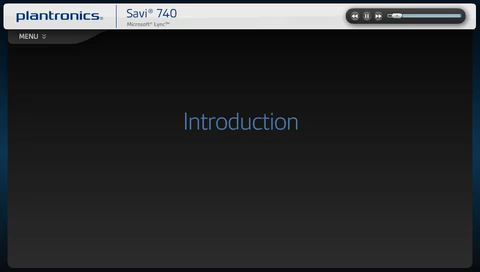 plantronics®
Savi® 740
Microsoft® Lync™
MENU
Introduction